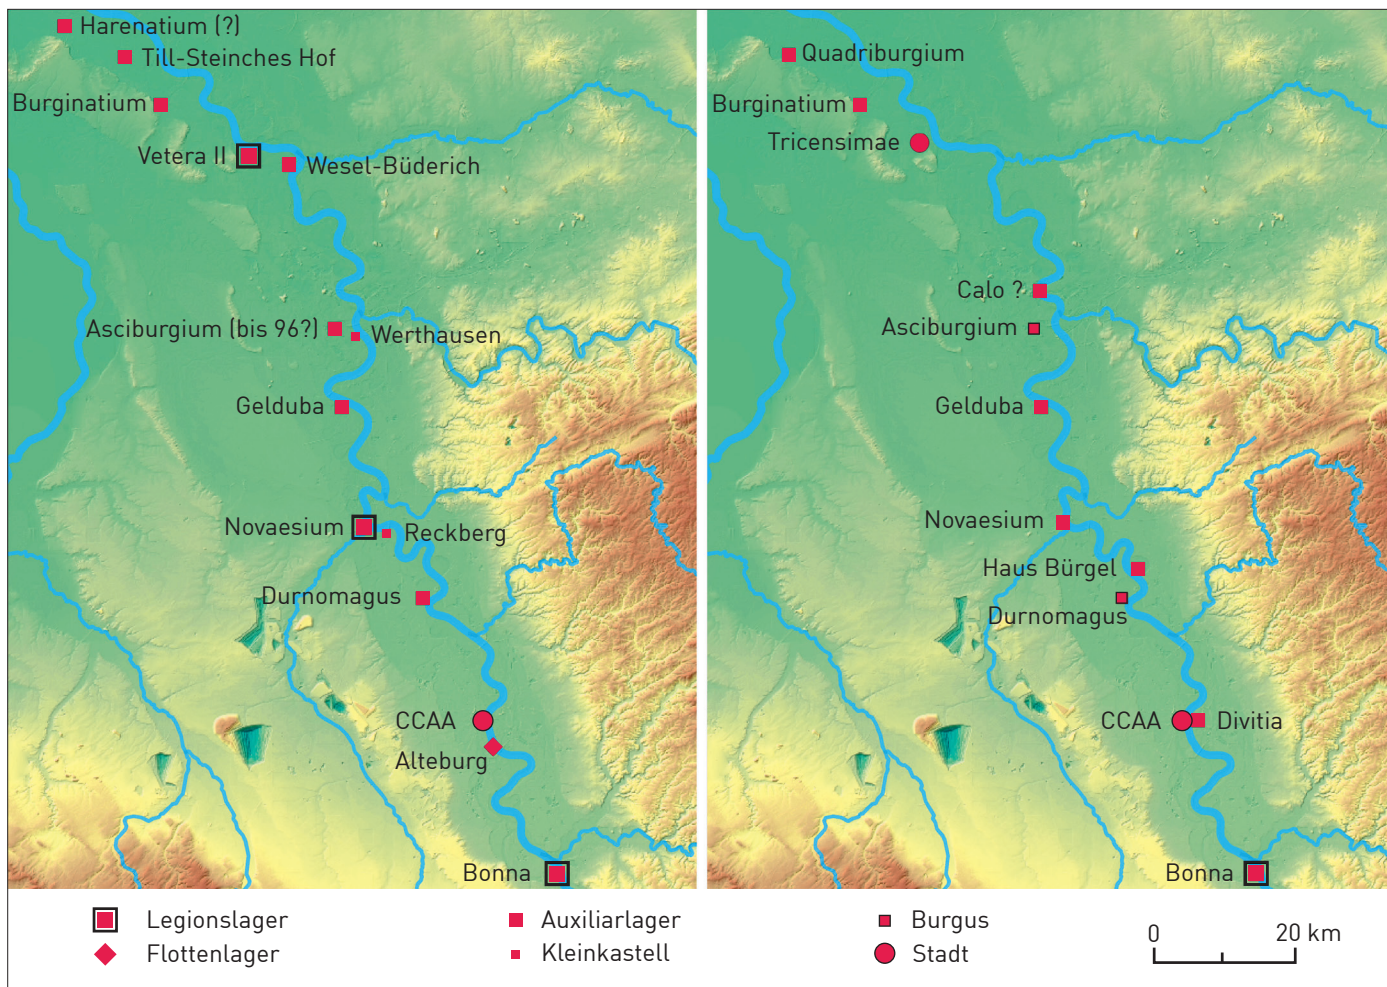 Harenatium (?)
Till-Steinches Hof
Burginatium
Vetera II
Wesel-Büderich
Asciburgium (bis 96?)
Werthausen
Gelduba
Novaesium
Reckberg
Durnomagus
CCAA
Alteburg
Bonna
Quadriburgium
Burginatium
Tricensimae
Calo ?
Asciburgium
Gelduba
Novaesium
Haus Bürgel
Durnomagus
CCAA
Divitia
Bonna
Legionslager
Flottenlager
Auxiliarlager
Kleinkastell
Burgus
Stadt
0 20 km